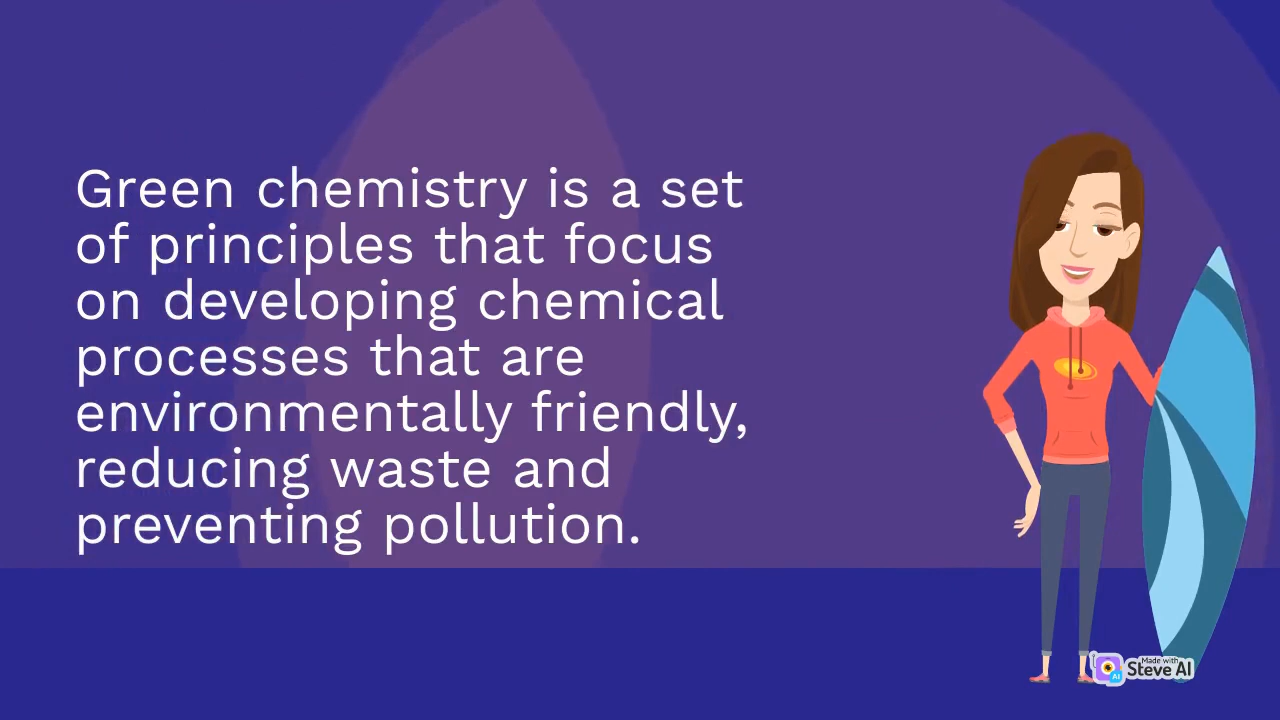 Green chemistry is a set
of principles that focus
on developing chemical
processes that are
environmentally friendly,
reducing waste and
preventing pollution.
Made with
Steve AI
AI